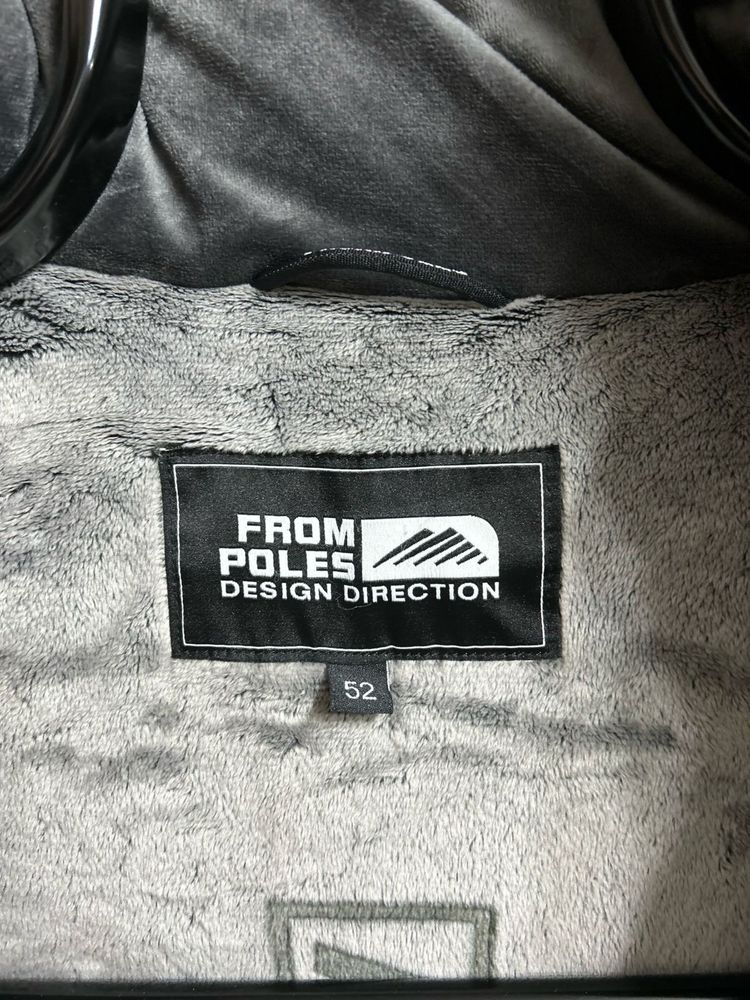 FROM
POLES
DESIGN DIRECTION
52